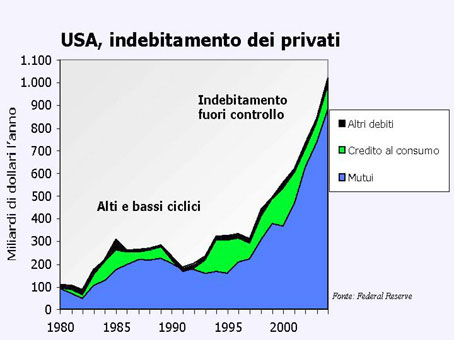 USA, indebitamento dei privati
Miliardi di dollari l'anno
1.100
1.000
900
800
700
600
500
400
300
200
100
0
Indebitamento
fuori controllo
Alti e bassi ciclici
Altri debiti
Credito al consumo
Mutui
Fonte: Federal Reserve
1980
1985
1990
1995
2000